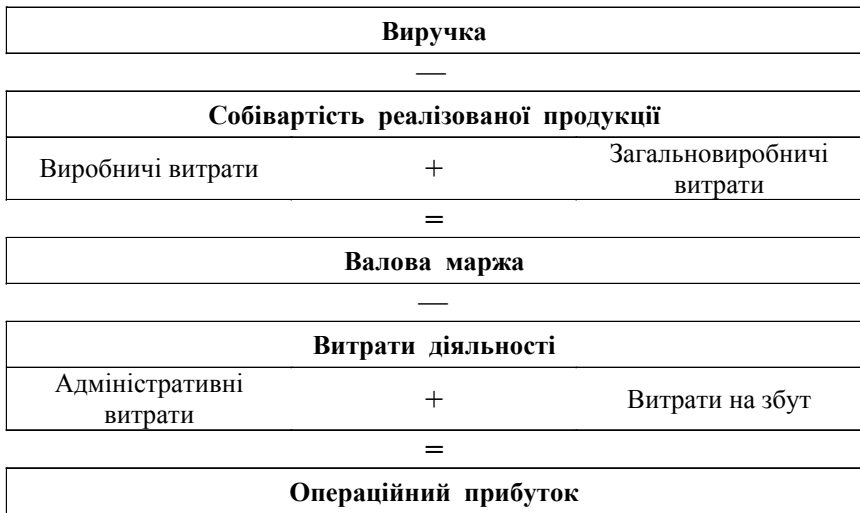 Виручка
—
Собівартість реалізованої продукції
Виробничі витрати + Загальновиробничі
витрати
=
Валова маржа
—
Витрати діяльності
Адміністративні
витрати + Витрати на збут
=
Операційний прибуток